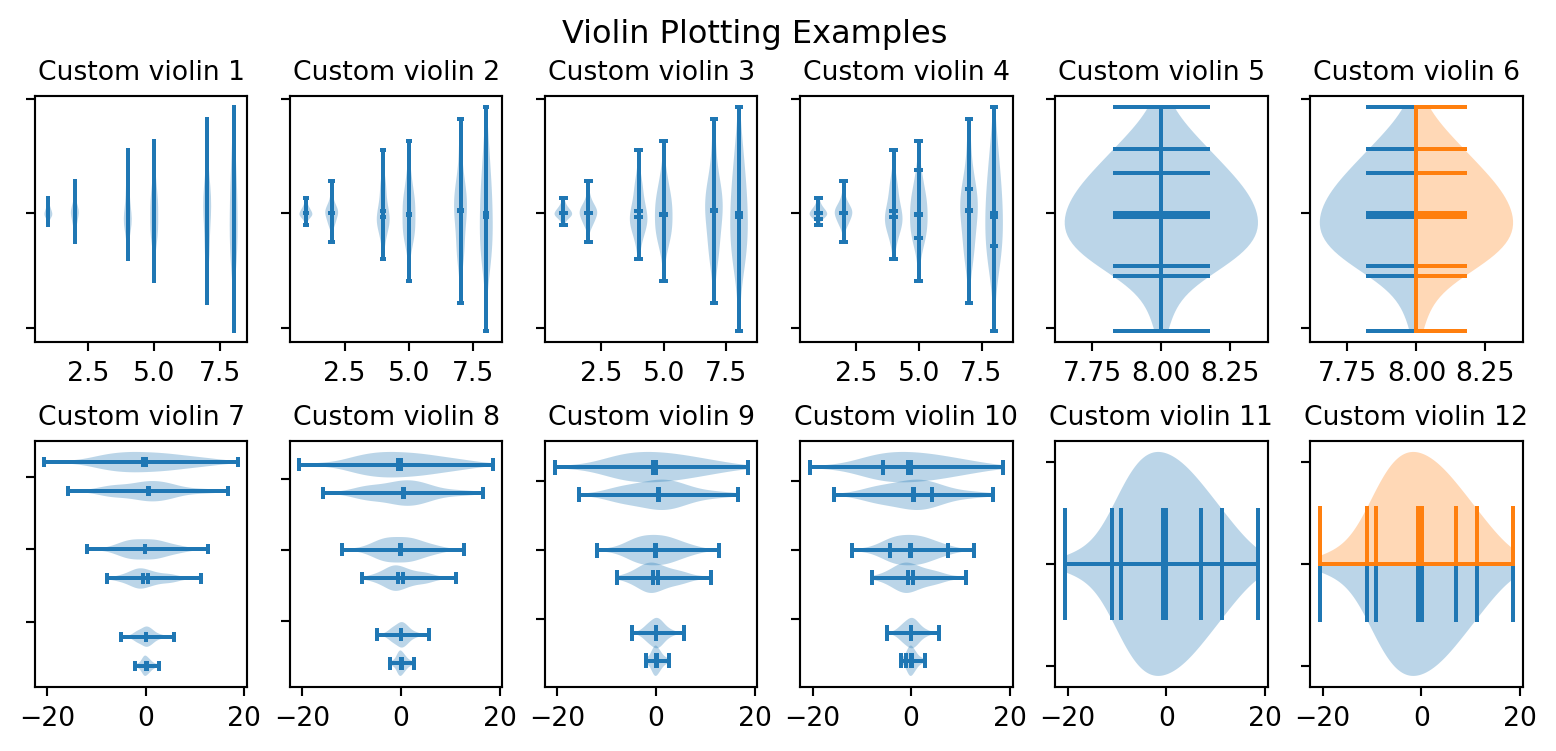 Violin Plotting Examples
Custom violin 1
Custom violin 2
Custom violin 3
Custom violin 4
Custom violin 5
Custom violin 6
2.5 5.0 7.5
2.5 5.0 7.5
2.5 5.0 7.5
2.5 5.0 7.5
7.75 8.00 8.25
7.75 8.00 8.25
Custom violin 7
Custom violin 8
Custom violin 9
Custom violin 10
Custom violin 11
Custom violin 12
−20 0 20
−20 0 20
−20 0 20
−20 0 20
−20 0 20
−20 0 20